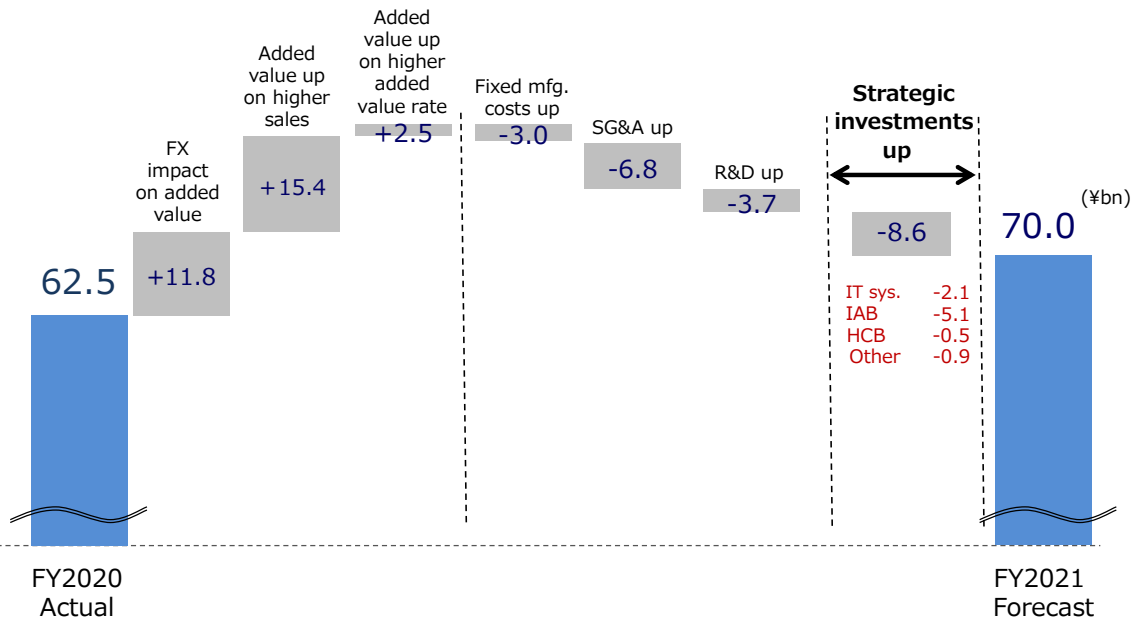 Added
value up
on higher
added
value rate
Added
value up
on higher
sales
FX
impact
on added
value
Fixed mfg.
costs up
SG&A up
R&D up
Strategic
investments
up
(¥bn)
62.5
+11.8
+15.4
+2.5
-3.0
-6.8
-3.7
-8.6
70.0
IT sys. -2.1
IAB -5.1
HCB -0.5
Other -0.9
FY2020
Actual
FY2021
Forecast